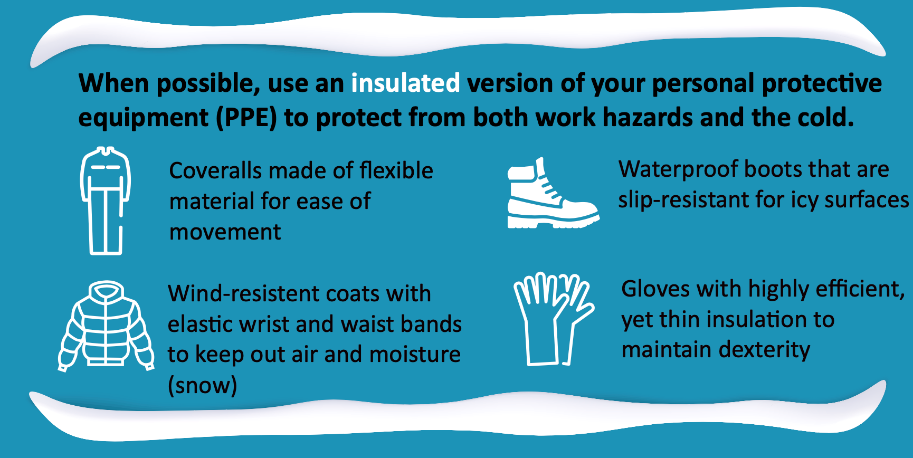 When possible, use an insulated version of your personal protective
equipment (PPE) to protect from both work hazards and the cold.
Coveralls made of flexible
material for ease of
movement
Waterproof boots that are
slip-resistant for icy surfaces
Wind-resistent coats with
elastic wrist and waist bands
to keep out air and moisture
(snow)
Gloves with highly efficient,
yet thin insulation to
maintain dexterity